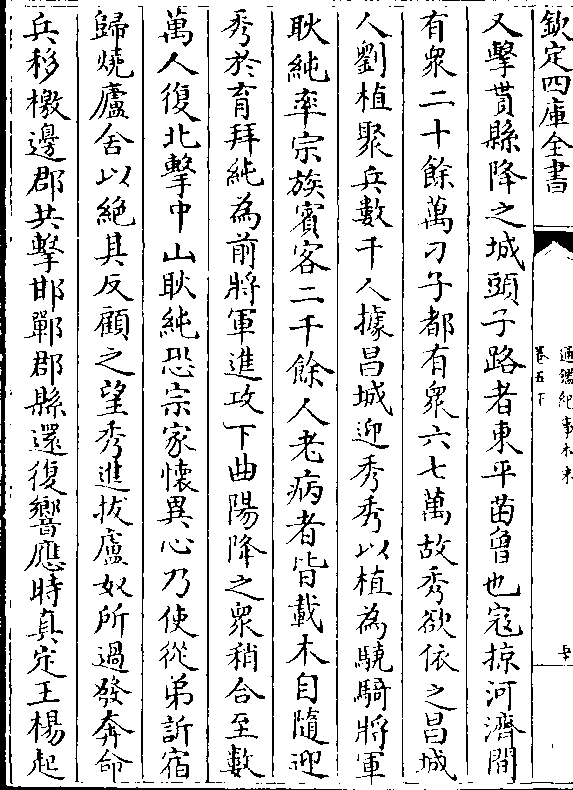 欽定四庫全書
通鑑紀事本末
卷五下
又擊貰縣降之城頭子路者東平爰曾也寇掠河濟間
有衆二十餘萬刁子都有衆六七萬故秀欲依之昌城
人劉植聚兵數千人據昌城迎秀秀以植為驍騎將軍
耿純率宗族賓客二千餘人老病者皆載木自隨迎
秀於育拜純為前將軍進攻下曲陽降之衆稍合至數
萬人復北擊中山耿純恐宗家懷異心乃使從弟訢宿
歸燒廬舍以絶其反顧之望秀進拔盧奴所過發奔命
兵移檄邊郡共擊邯鄲郡縣還復響應時真定王楊起